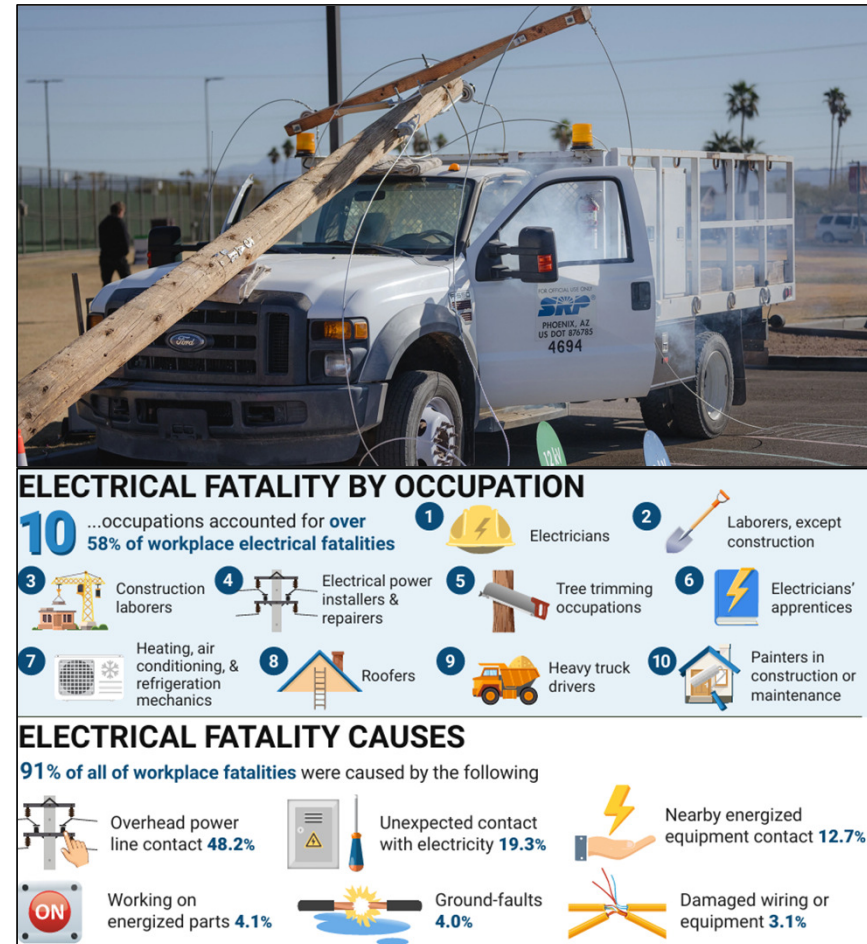 Ford
FOR OFFICIAL USE ONLY
SRP
PHOENIX, AZ
US DOT 876785
4694
12 kV
kV
ELECTRICAL FATALITY BY OCCUPATION
10 ...occupations accounted for over
58% of workplace electrical fatalities
1
Electricians
2
Laborers, except
construction
3
Construction
laborers
4
Electrical power
installers &
repairers
5
Tree trimming
occupations
6
Electricians'
apprentices
7
Heating, air
conditioning, &
refrigeration
mechanics
8
Roofers
9
Heavy truck
drivers
10
Painters in
construction or
maintenance
ELECTRICAL FATALITY CAUSES
91% of all of workplace fatalities were caused by the following
Overhead power
line contact 48.2%
Unexpected contact
with electricity 19.3%
Nearby energized
equipment contact 12.7%
ON
Working on
energized parts 4.1%
Ground-faults
4.0%
Damaged wiring or
equipment 3.1%